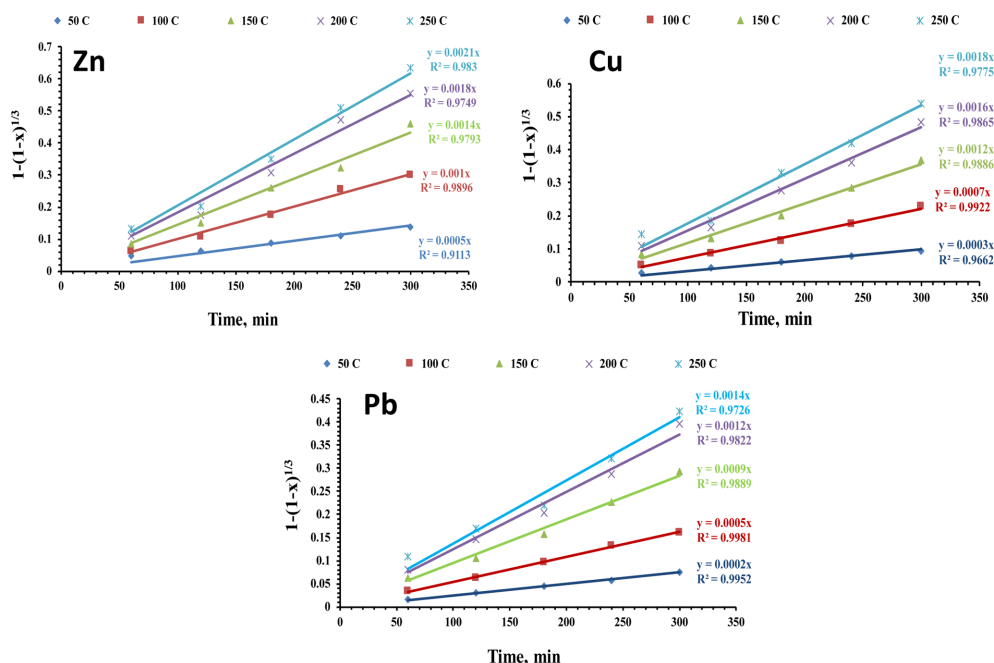 50 C 100 C 150 C 200 C 250 C
Zn
0.7
0.6
0.5
0.4
0.3
0.2
0.1
0
0 50 100 150 200 250 300 350
1-(1-x)^1/3
Time, min
y = 0.0021x
R² = 0.983
y = 0.0018x
R² = 0.9749
y = 0.0014x
R² = 0.9793
y = 0.001x
R² = 0.9896
y = 0.0005x
R² = 0.9113
50 C 100 C 150 C 200 C 250 C
Cu
0.6
0.5
0.4
0.3
0.2
0.1
0
0 60 120 180 240 300
1-(1-x)^1/3
Time, min
y = 0.0018x
R² = 0.9775
y = 0.0016x
R² = 0.9865
y = 0.0012x
R² = 0.9886
y = 0.0007x
R² = 0.9922
y = 0.0003x
R² = 0.9662
50 C 100 C 150 C 200 C 250 C
Pb
0.45
0.4
0.35
0.3
0.25
0.2
0.15
0.1
0.05
0
0 50 100 150 200 250 300 350
1-(1-x)^1/3
Time, min
y = 0.0014x
R² = 0.9726
y = 0.0012x
R² = 0.9822
y = 0.0009x
R² = 0.9889
y = 0.0005x
R² = 0.9981
y = 0.0002x
R² = 0.9952